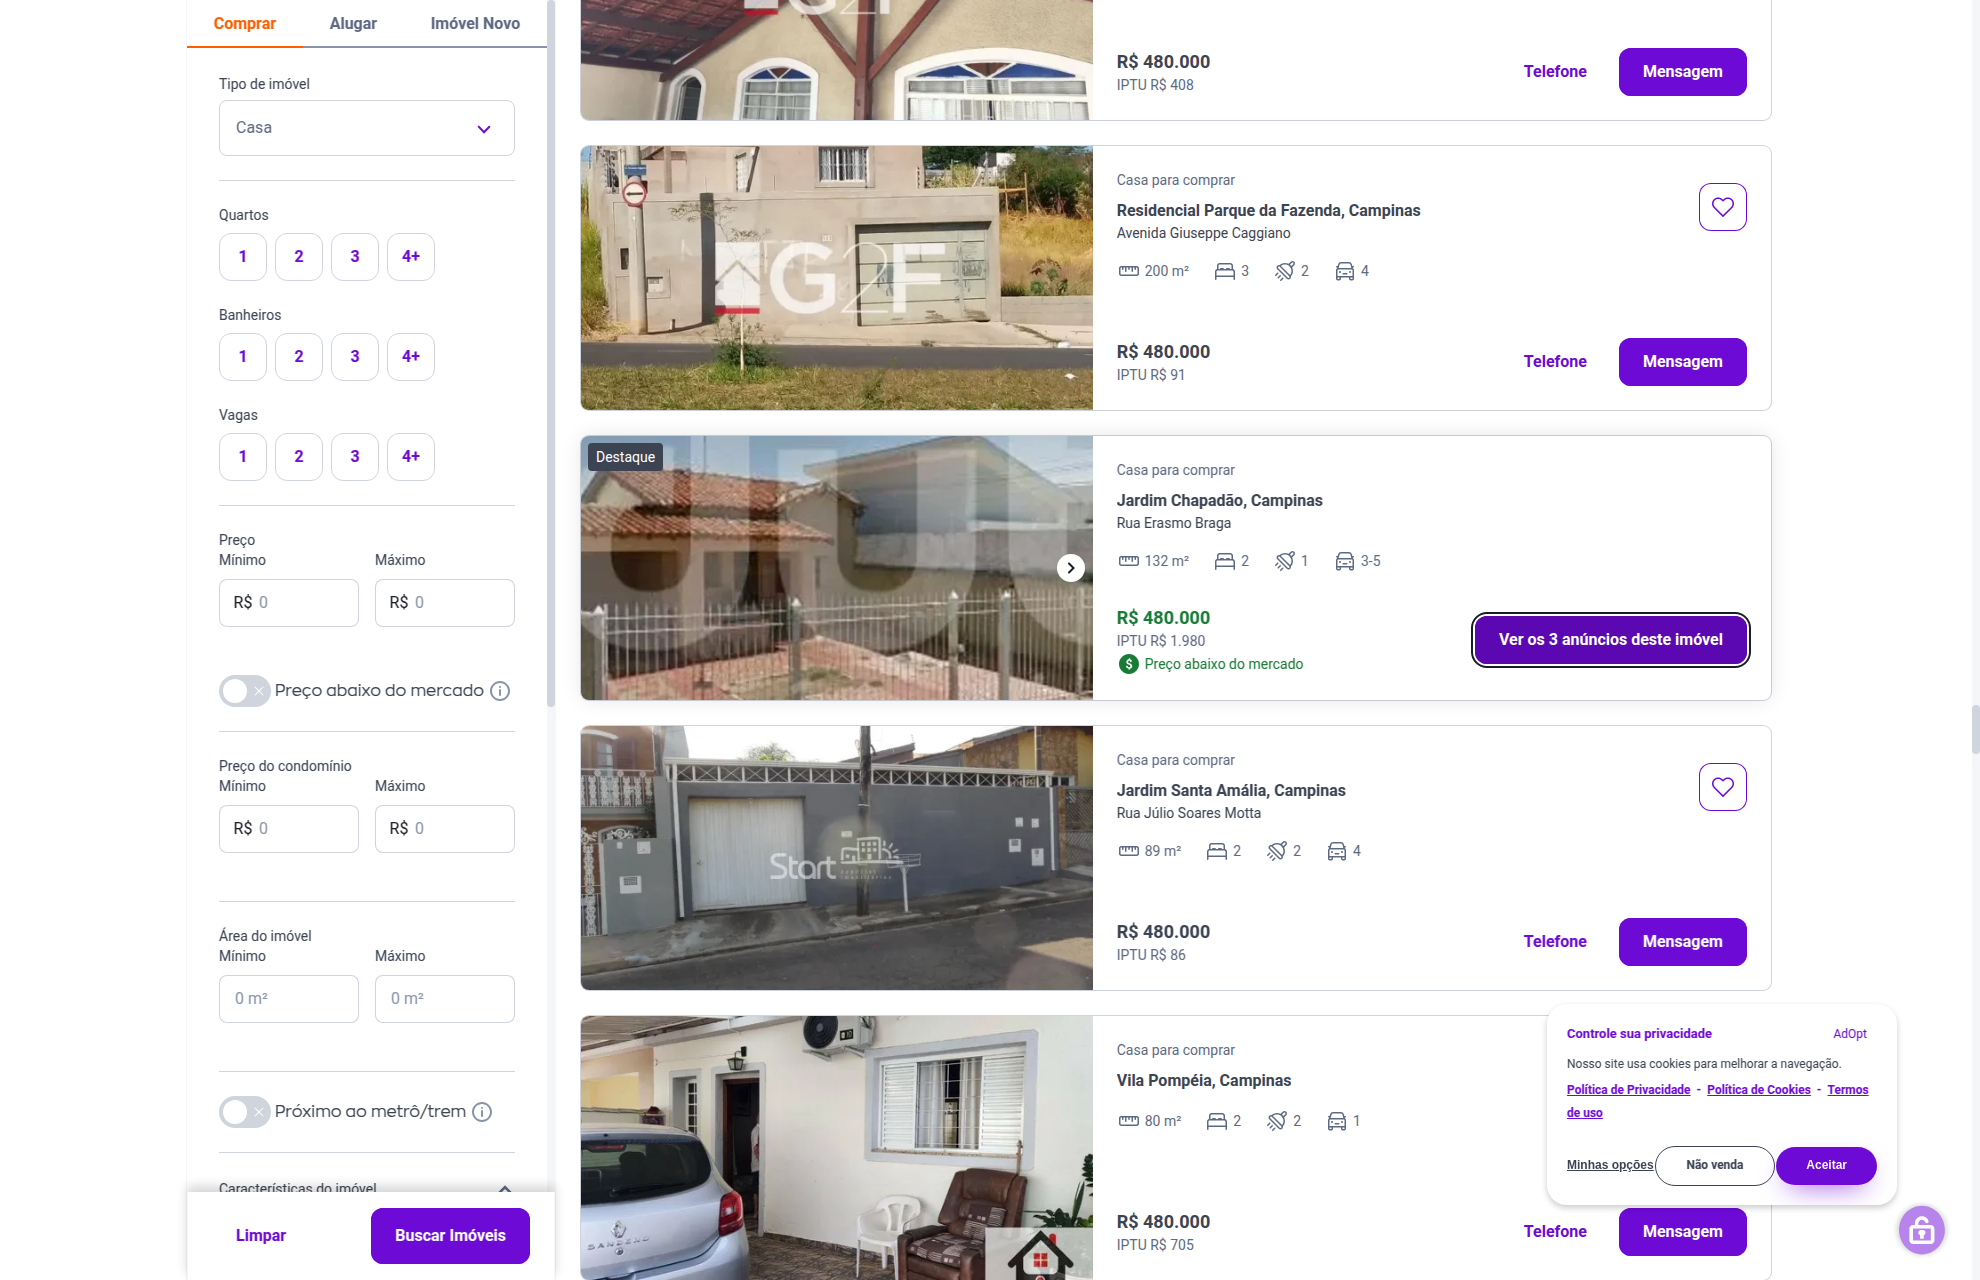 Comprar
Alugar
Imóvel Novo
Tipo de imóvel
Casa
Quartos
1
2
3
4+
Banheiros
1
2
3
4+
Vagas
1
2
3
4+
Preço
Mínimo
Máximo
R$ 0
R$ 0
Preço abaixo do mercado
Preço do condomínio
Mínimo
Máximo
R$ 0
R$ 0
Área do imóvel
Mínimo
Máximo
0 m²
0 m²
Próximo ao metrô/trem
Características do imóvel
Limpar
Buscar Imóveis
G2F
R$ 480.000
IPTU R$ 408
Telefone
Mensagem
G2F
Casa para comprar
Residencial Parque da Fazenda, Campinas
Avenida Giuseppe Caggiano
200 m²
3
2
4
R$ 480.000
IPTU R$ 91
Telefone
Mensagem
Destaque
Casa para comprar
Jardim Chapadão, Campinas
Rua Erasmo Braga
132 m²
2
1
3-5
R$ 480.000
IPTU R$ 1.980
$ Preço abaixo do mercado
Ver os 3 anúncios deste imóvel
Start
Casa para comprar
Jardim Santa Amália, Campinas
Rua Júlio Soares Motta
89 m²
2
2
4
R$ 480.000
IPTU R$ 86
Telefone
Mensagem
SANDERO
Casa para comprar
Vila Pompéia, Campinas
80 m²
2
2
1
R$ 480.000
IPTU R$ 705
Telefone
Mensagem
Controle sua privacidade
AdOpt
Nosso site usa cookies para melhorar a navegação.
Política de Privacidade - Política de Cookies - Termos
de uso
Minhas opções
Não venda
Aceitar